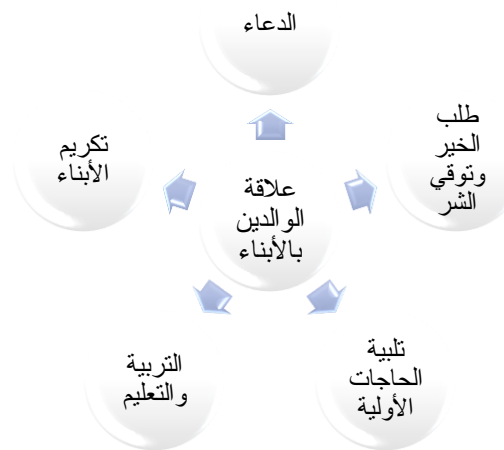 الدعاء
طلب
الخير
وتوقي
الشر
تكريم
الأبناء
علاقة
الوالدين
بالأبناء
تلبية
الحاجات
الأولية
التربية
والتعليم